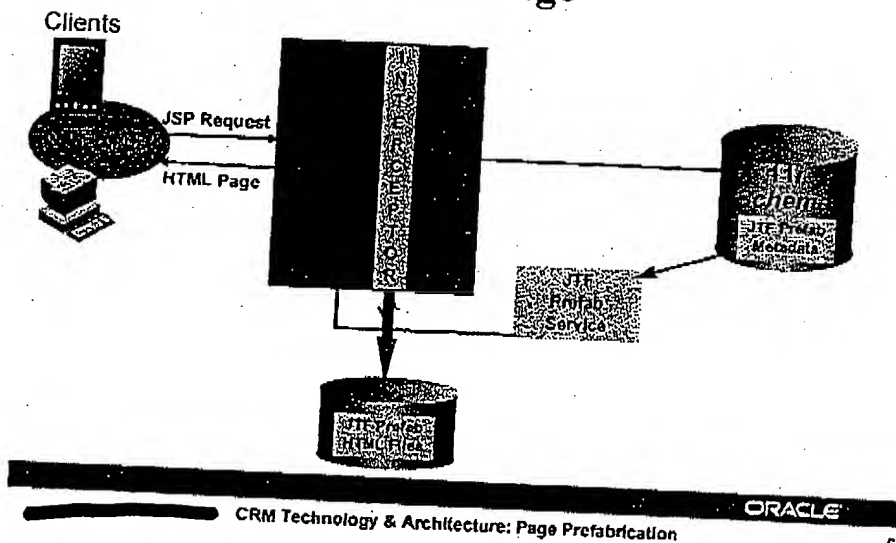 Clients
JSP Request
HTML Page
INTERCEPTOR
JTF Prefab
Metadata
JTF
Prefab
Service
JTF Prefab
HTML Files
ORACLE
CRM Technology & Architecture: Page Prefabrication